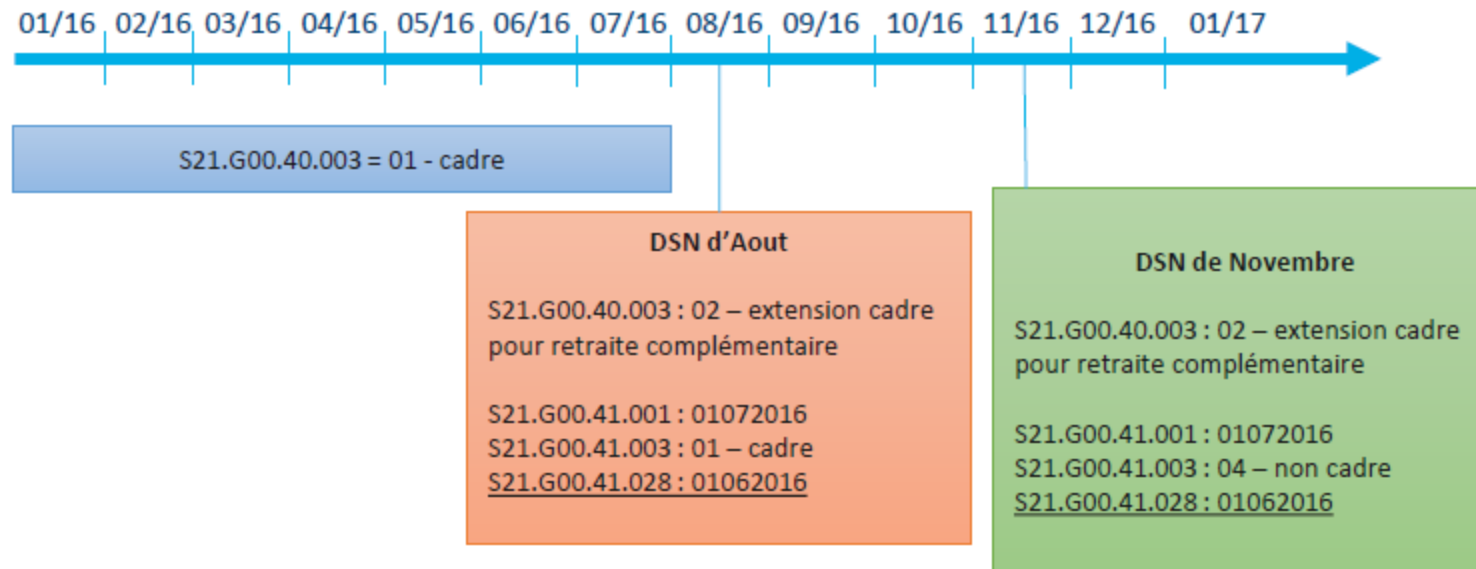 01/16 02/16 03/16 04/16 05/16 06/16 07/16 08/16 09/16 10/16 11/16 12/16 01/17
S21.G00.40.003 = 01 - cadre
DSN d’Aout
S21.G00.40.003 : 02 – extension cadre
pour retraite complémentaire
S21.G00.41.001 : 01072016
S21.G00.41.003 : 01 – cadre
S21.G00.41.028 : 01062016
DSN de Novembre
S21.G00.40.003 : 02 – extension cadre
pour retraite complémentaire
S21.G00.41.001 : 01072016
S21.G00.41.003 : 04 – non cadre
S21.G00.41.028 : 01062016